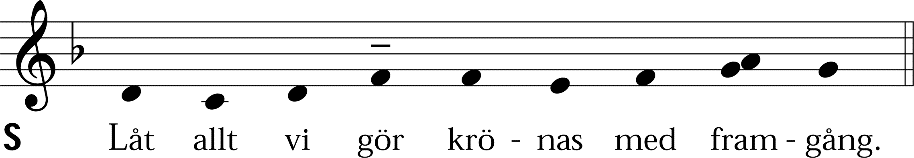 S Låt allt vi gör krö - nas med fram - gång.